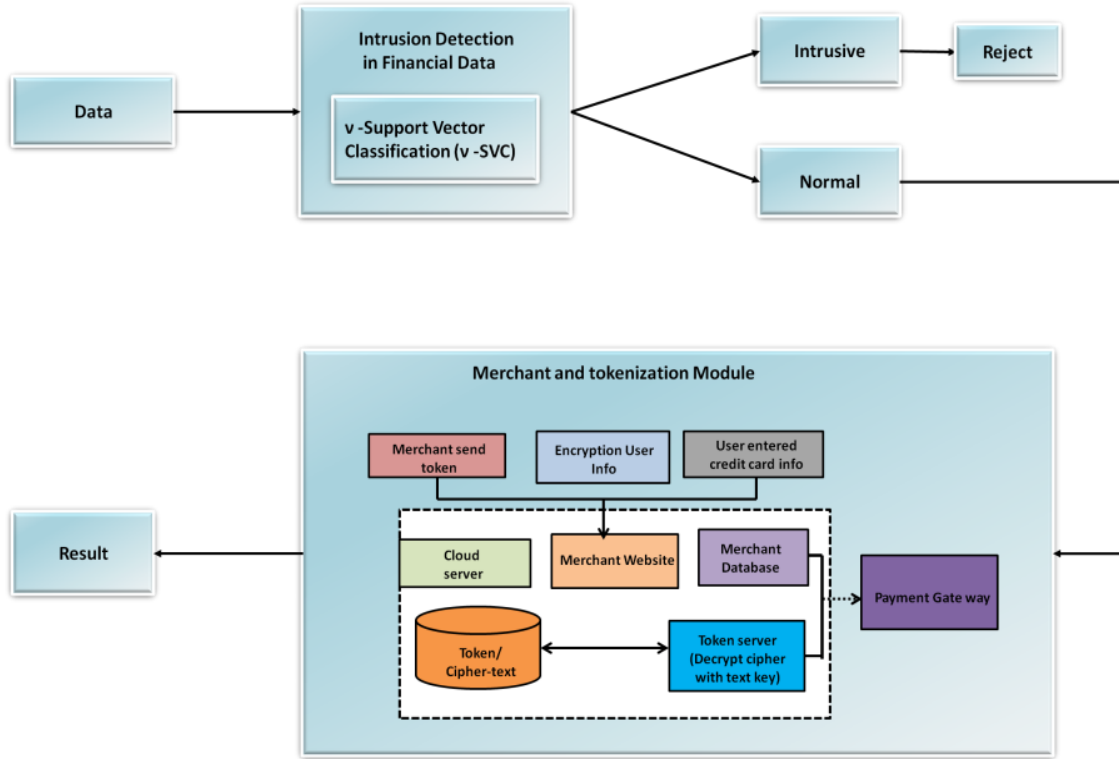 Intrusion Detection
in Financial Data
Data
ν -Support Vector
Classification (ν -SVC)
Intrusive
Reject
Normal
Merchant and tokenization Module
Merchant send
token
Encryption User
Info
User entered
credit card info
Result
Cloud
server
Merchant Website
Merchant
Database
Payment Gate way
Token/
Cipher-text
Token server
(Decrypt cipher
with text key)